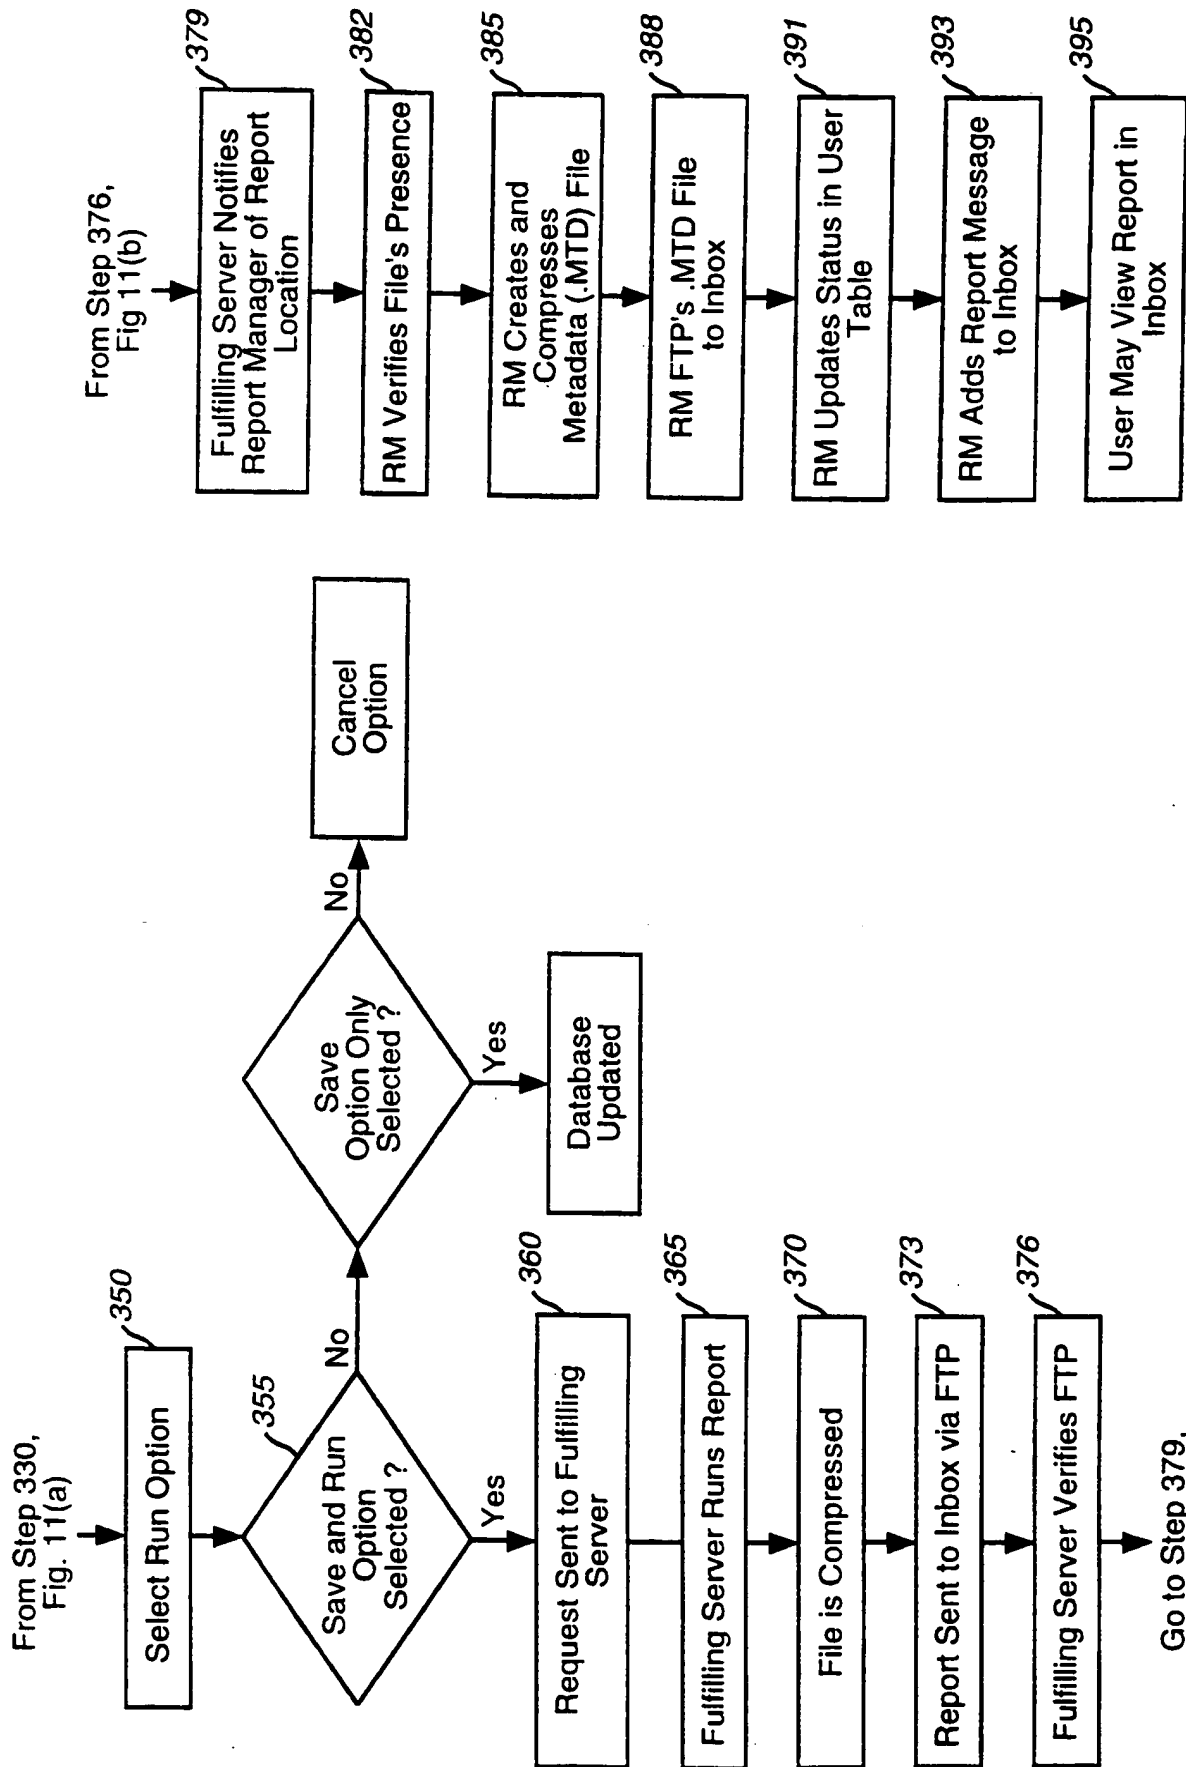 From Step 330,
Fig. 11(a)
350
Select Run Option
355
Save and Run
Option
Selected ?
No
Yes
Save
Option Only
Selected ?
No
Cancel
Option
Yes
Database
Updated
360
Request Sent to Fulfilling
Server
365
Fulfilling Server Runs Report
370
File is Compressed
373
Report Sent to Inbox via FTP
376
Fulfilling Server Verifies FTP
Go to Step 379,
From Step 376,
Fig 11(b)
379
Fulfilling Server Notifies
Report Manager of Report
Location
382
RM Verifies File's Presence
385
RM Creates and
Compresses
Metadata (.MTD) File
388
RM FTP's .MTD File
to Inbox
391
RM Updates Status in User
Table
393
RM Adds Report Message
to Inbox
395
User May View Report in
Inbox